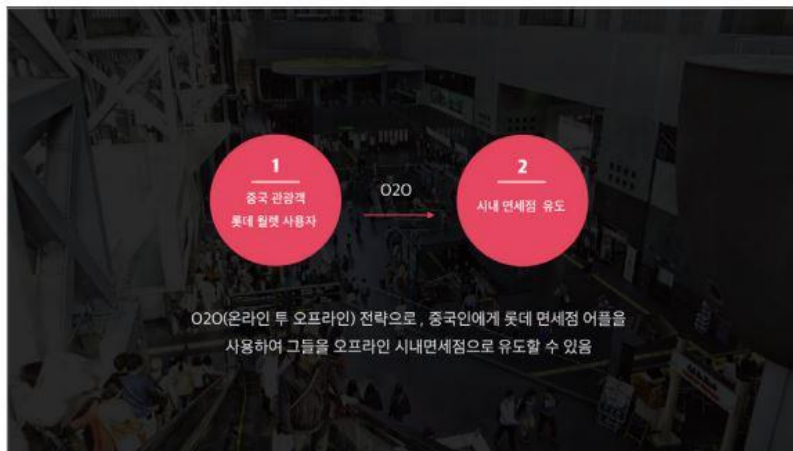 1
중국 관광객
롯데 월렛 사용자
O2O
2
시내 면세점 유도
O2O(온라인 투 오프라인) 전략으로 , 중국인에게 롯데 면세점 어플을
사용하여 그들을 오프라인 시내면세점으로 유도할 수 있음